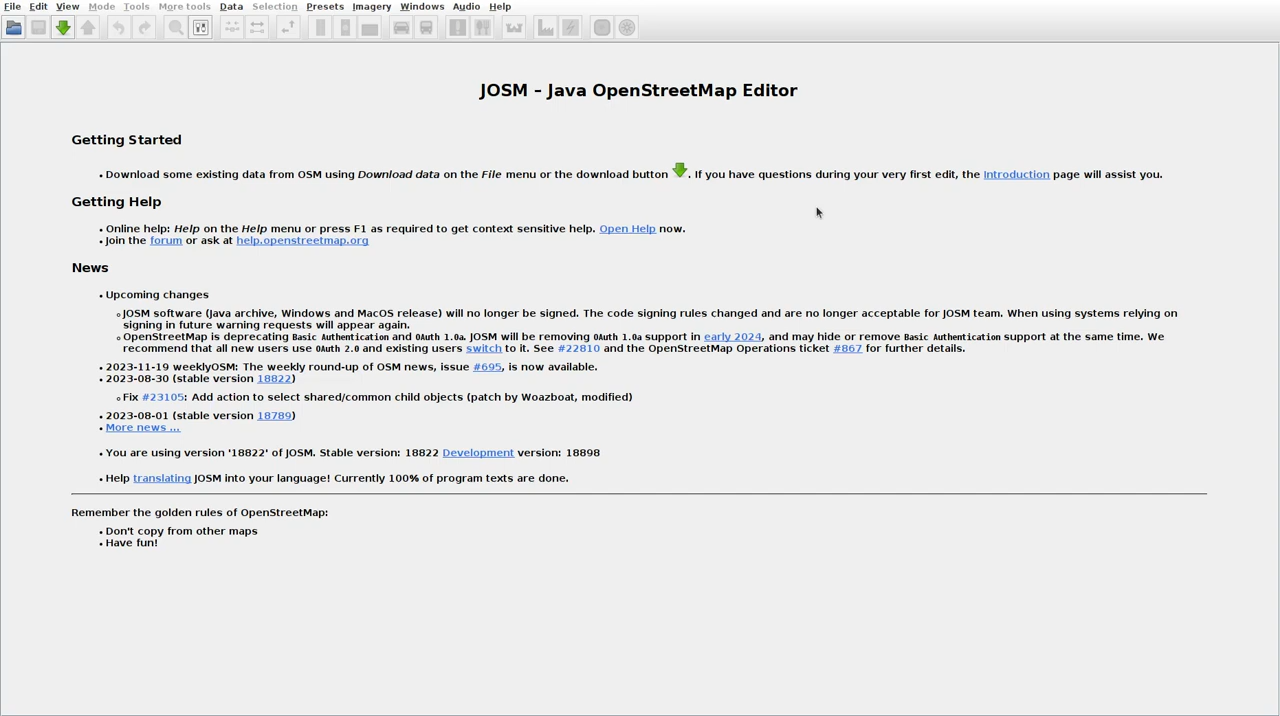 File Edit View Mode Tools More tools Data Selection Presets Imagery Windows Audio Help
JOSM – Java OpenStreetMap Editor
Getting Started
• Download some existing data from OSM using Download data on the File menu or the download button . If you have questions during your very first edit, the Introduction page will assist you.
Getting Help
• Online help: Help on the Help menu or press F1 as required to get context sensitive help. Open Help now.
• Join the forum or ask at help.openstreetmap.org
News
• Upcoming changes
◦ JOSM software (Java archive, Windows and MacOS release) will no longer be signed. The code signing rules changed and are no longer acceptable for JOSM team. When using systems relying on
signing in future warning requests will appear again.
◦ OpenStreetMap is deprecating Basic Authentication and OAuth 1.0a. JOSM will be removing OAuth 1.0a support in early 2024, and may hide or remove Basic Authentication support at the same time. We
recommend that all new users use OAuth 2.0 and existing users switch to it. See #22810 and the OpenStreetMap Operations ticket #867 for further details.
• 2023-11-19 weeklyOSM: The weekly round-up of OSM news, issue #695, is now available.
• 2023-08-30 (stable version 18822)
◦ Fix #23105: Add action to select shared/common child objects (patch by Woazboat, modified)
• 2023-08-01 (stable version 18789)
• More news ...
• You are using version '18822' of JOSM. Stable version: 18822 Development version: 18898
• Help translating JOSM into your language! Currently 100% of program texts are done.
Remember the golden rules of OpenStreetMap:
• Don't copy from other maps
• Have fun!